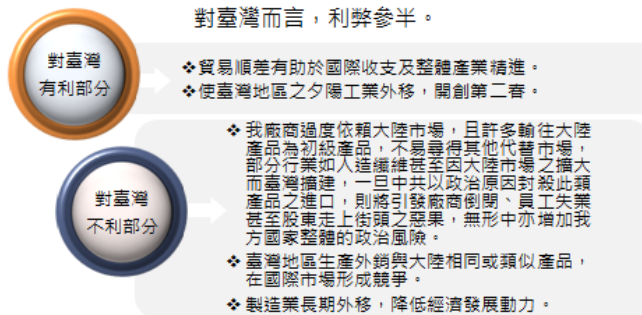 對臺灣而言，利弊參半。
對臺灣
有利部分
❖貿易順差有助於國際收支及整體產業精進。
❖使臺灣地區之夕陽工業外移，開創第二春。
對臺灣
不利部分
❖ 我廠商過度依賴大陸市場，且許多輸往大陸
產品為初級產品，不易尋得其他代替市場，
部分行業如人造纖維甚至因大陸市場之擴大
而臺灣擴建，一旦中共以政治原因封殺此類
產品之進口，則將引發廠商倒閉、員工失業
甚至股東走上街頭之惡果，無形中亦增加我
方國家整體的政治風險。
❖ 臺灣地區生產外銷與大陸相同或類似產品，
在國際市場形成競爭。
❖ 製造業長期外移，降低經濟發展動力。